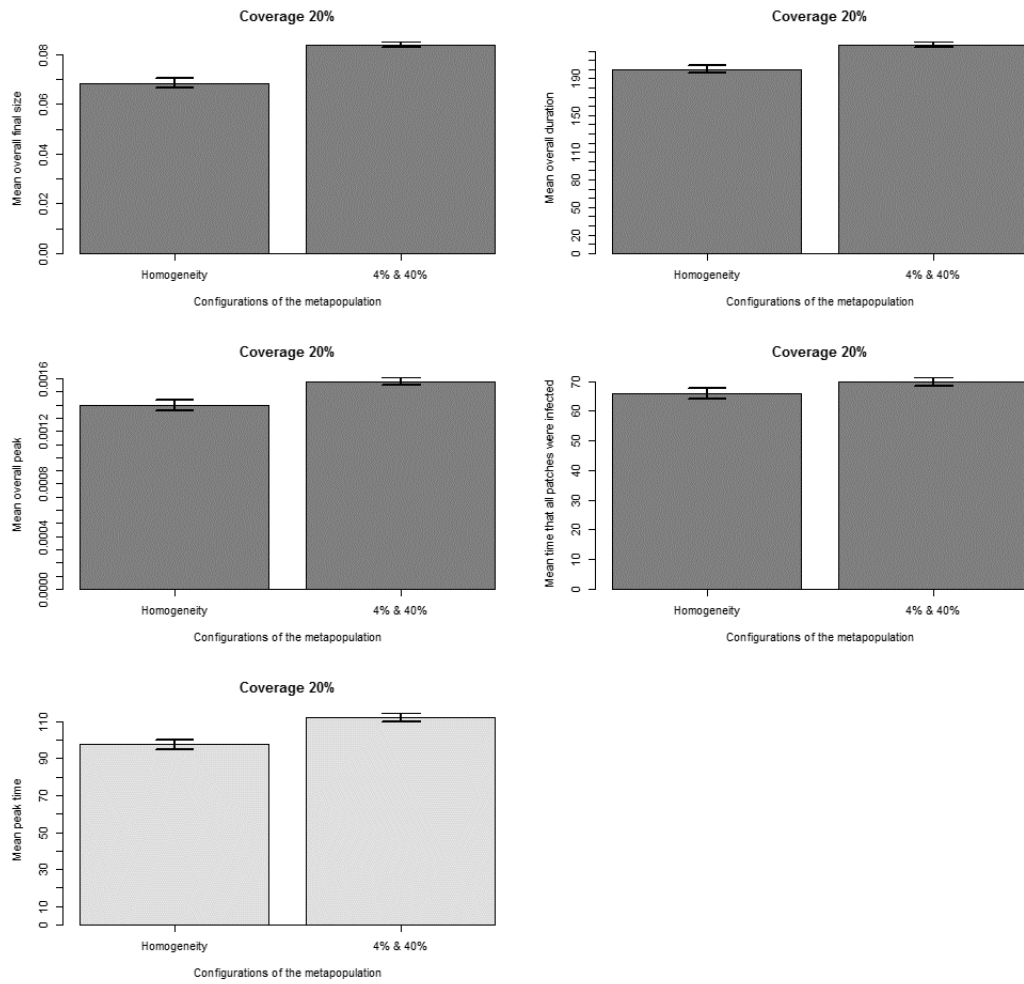 Coverage 20%
Mean overall final size
0.00 0.02 0.04 0.06 0.08
Homogeneity 4% & 40%
Configurations of the metapopulation
Coverage 20%
Mean overall duration
0 20 50 80 110 150 190
Homogeneity 4% & 40%
Configurations of the metapopulation
Coverage 20%
Mean overall peak
0.0000 0.0004 0.0008 0.0012 0.0016
Homogeneity 4% & 40%
Configurations of the metapopulation
Coverage 20%
Mean time that all patches were infected
0 10 20 30 40 50 60 70
Homogeneity 4% & 40%
Configurations of the metapopulation
Coverage 20%
Mean peak time
0 10 30 50 70 90 110
Homogeneity 4% & 40%
Configurations of the metapopulation